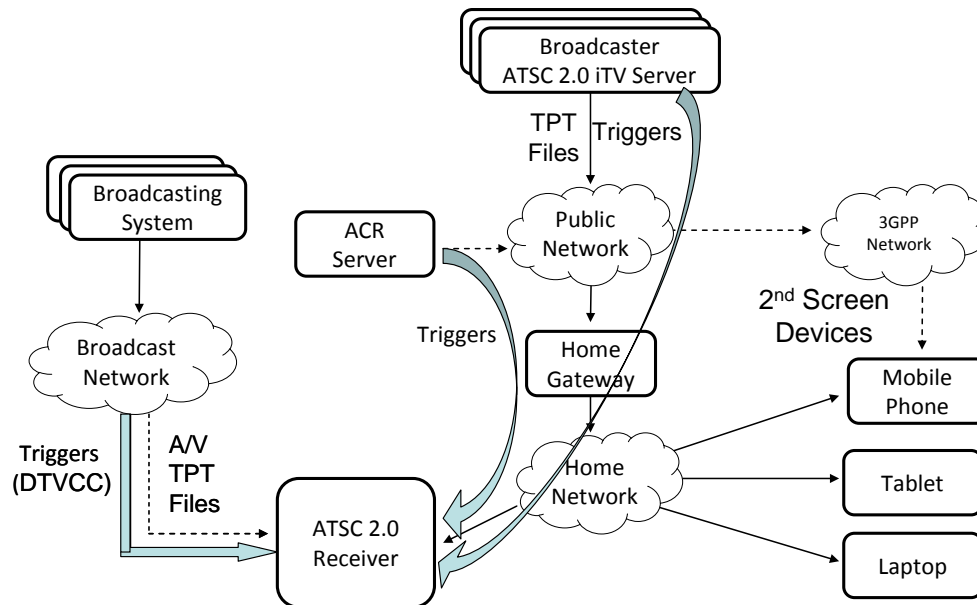 Broadcaster
ATSC 2.0 iTV Server
TPT
Files
Triggers
Broadcasting
System
ACR
Server
Public
Network
3GPP
Network
2nd Screen
Devices
Triggers
Broadcast
Network
Home
Gateway
Mobile
Phone
Triggers
(DTVCC)
A/V
TPT
Files
Home
Network
Tablet
ATSC 2.0
Receiver
Laptop